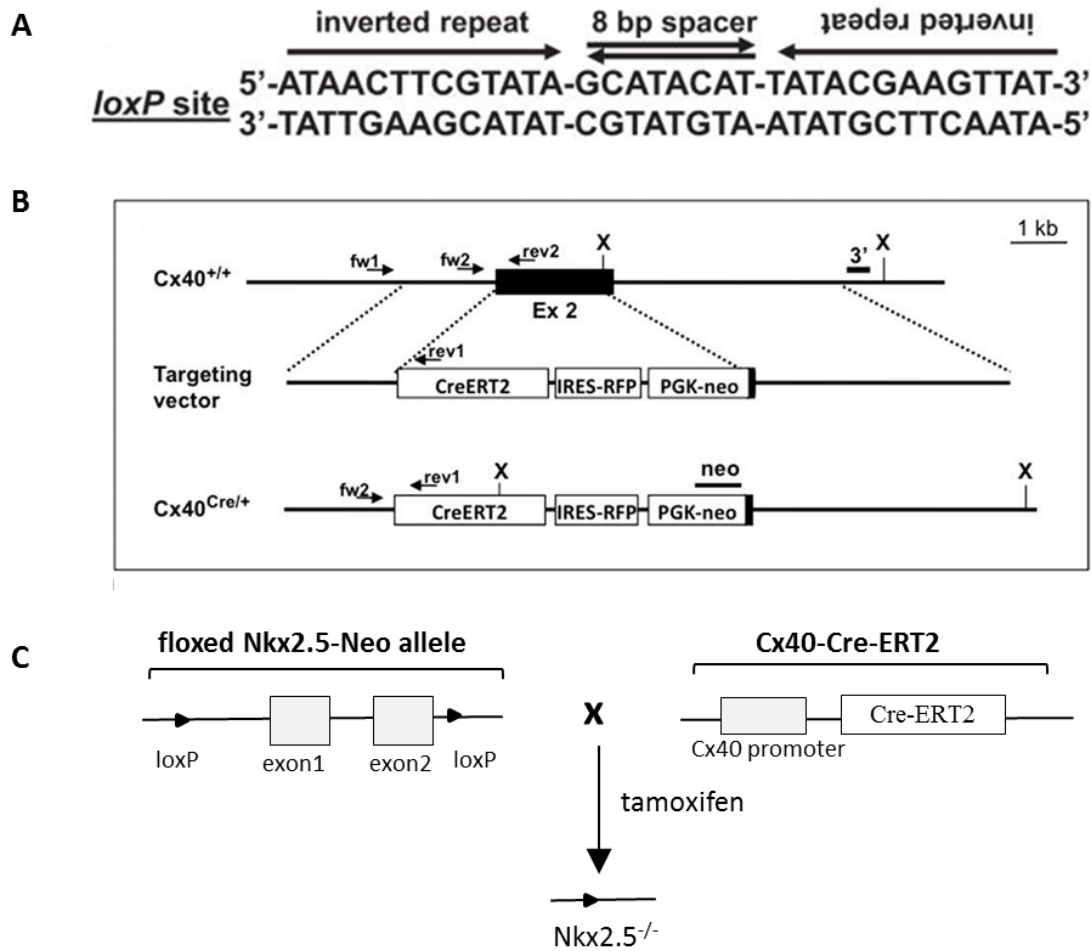 A
inverted repeat 8 bp spacer inverted repeat
5’-ATAACTTCGTATA-GCATACAT-TATACGAAGTTAT-3’
loxP site
3’-TATTGAAGCATAT-CGTATGTA-ATATGCTTCAATA-5’
B
1 kb
fw1 fw2 rev2 X 3’ X
Cx40+/+
Ex 2
rev1
Targeting vector
CreERT2 IRES-RFP PGK-neo
fw2 rev1 X neo X
Cx40Cre/+
CreERT2 IRES-RFP PGK-neo
C
floxed Nkx2.5-Neo allele
loxP exon1 exon2 loxP
X
Cx40-Cre-ERT2
Cre-ERT2
Cx40 promoter
tamoxifen
Nkx2.5-/-